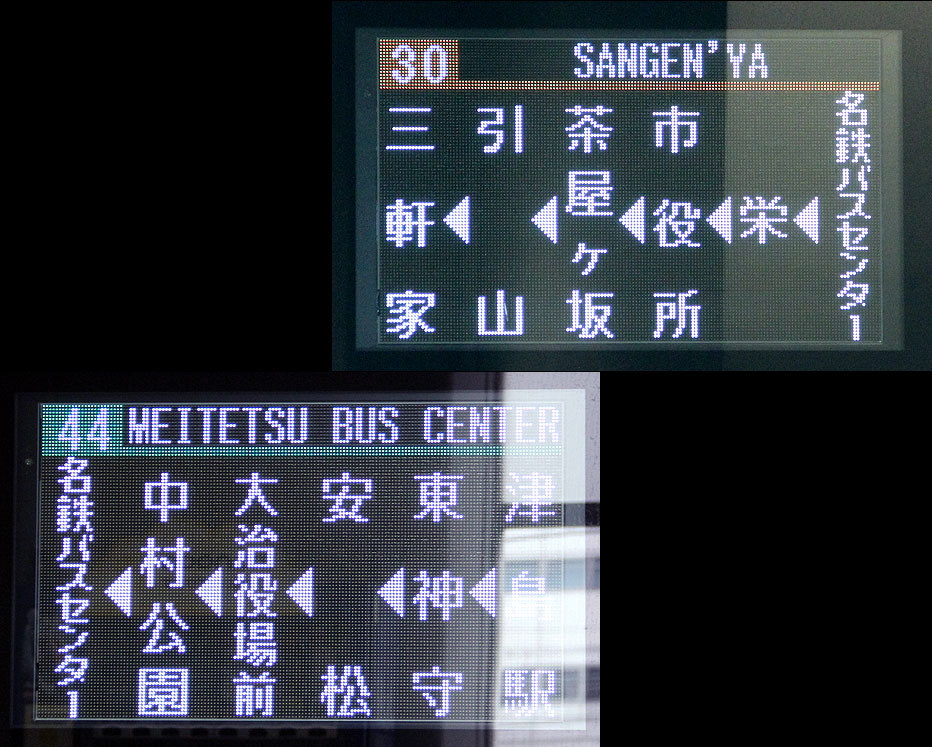 30 SANGEN'YA
名鉄バスセンター
栄
市役所
茶屋ヶ坂
引山
三軒家
44 MEITETSU BUS CENTER
津島駅
東神守
安松
大治役場前
中村公園
名鉄バスセンター